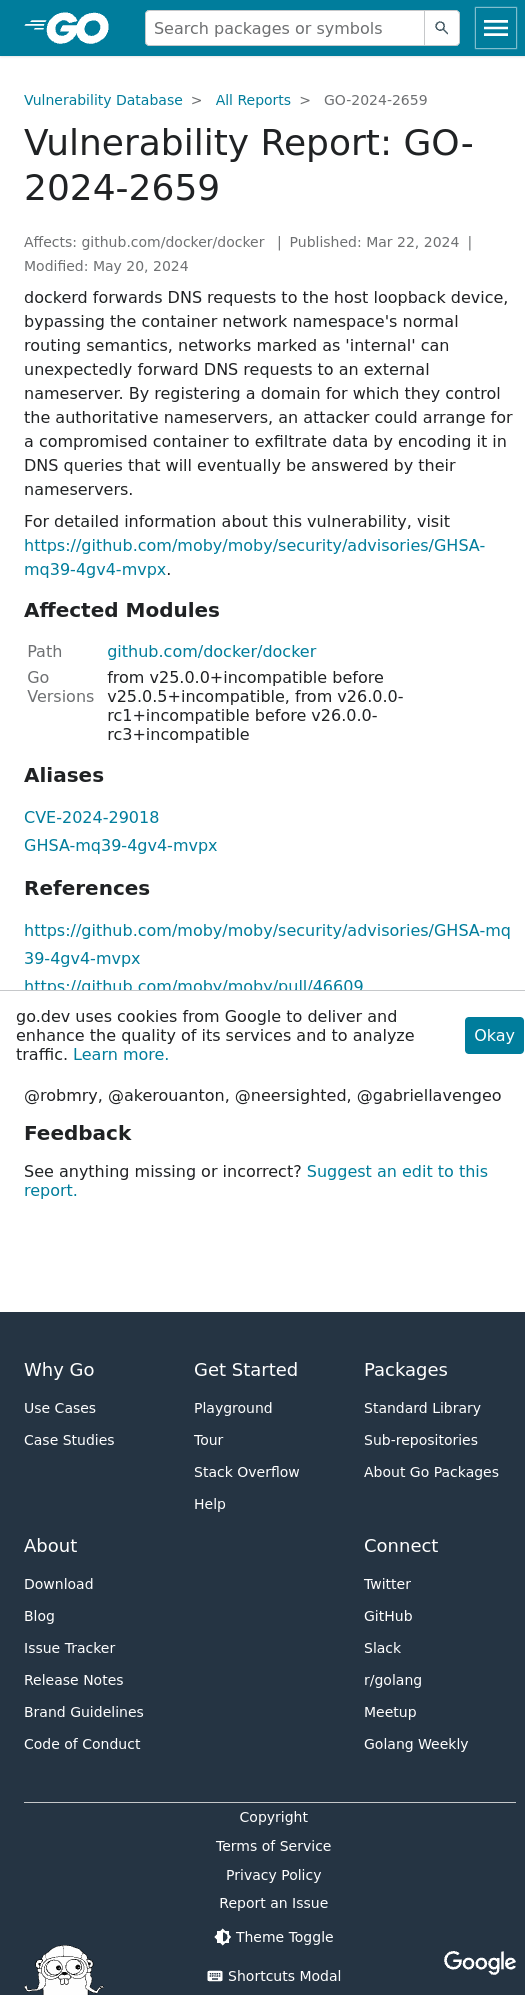 GO
Search packages or symbols
Vulnerability Database > All Reports > GO-2024-2659
Vulnerability Report: GO-
2024-2659
Affects: github.com/docker/docker | Published: Mar 22, 2024 |
Modified: May 20, 2024
dockerd forwards DNS requests to the host loopback device,
bypassing the container network namespace's normal
routing semantics, networks marked as 'internal' can
unexpectedly forward DNS requests to an external
nameserver. By registering a domain for which they control
the authoritative nameservers, an attacker could arrange for
a compromised container to exfiltrate data by encoding it in
DNS queries that will eventually be answered by their
nameservers.
For detailed information about this vulnerability, visit
https://github.com/moby/moby/security/advisories/GHSA-
mq39-4gv4-mvpx.
Affected Modules
Path github.com/docker/docker
Go Versions from v25.0.0+incompatible before
v25.0.5+incompatible, from v26.0.0-
rc1+incompatible before v26.0.0-
rc3+incompatible
Aliases
CVE-2024-29018
GHSA-mq39-4gv4-mvpx
References
https://github.com/moby/moby/security/advisories/GHSA-mq
39-4gv4-mvpx
https://github.com/moby/moby/pull/46609
go.dev uses cookies from Google to deliver and
enhance the quality of its services and to analyze
traffic. Learn more.
Okay
@robmry, @akerouanton, @neersighted, @gabriellavengeo
Feedback
See anything missing or incorrect? Suggest an edit to this
report.
Why Go
Use Cases
Case Studies
Get Started
Playground
Tour
Stack Overflow
Help
Packages
Standard Library
Sub-repositories
About Go Packages
About
Download
Blog
Issue Tracker
Release Notes
Brand Guidelines
Code of Conduct
Connect
Twitter
GitHub
Slack
r/golang
Meetup
Golang Weekly
Copyright
Terms of Service
Privacy Policy
Report an Issue
Theme Toggle
Shortcuts Modal
Google